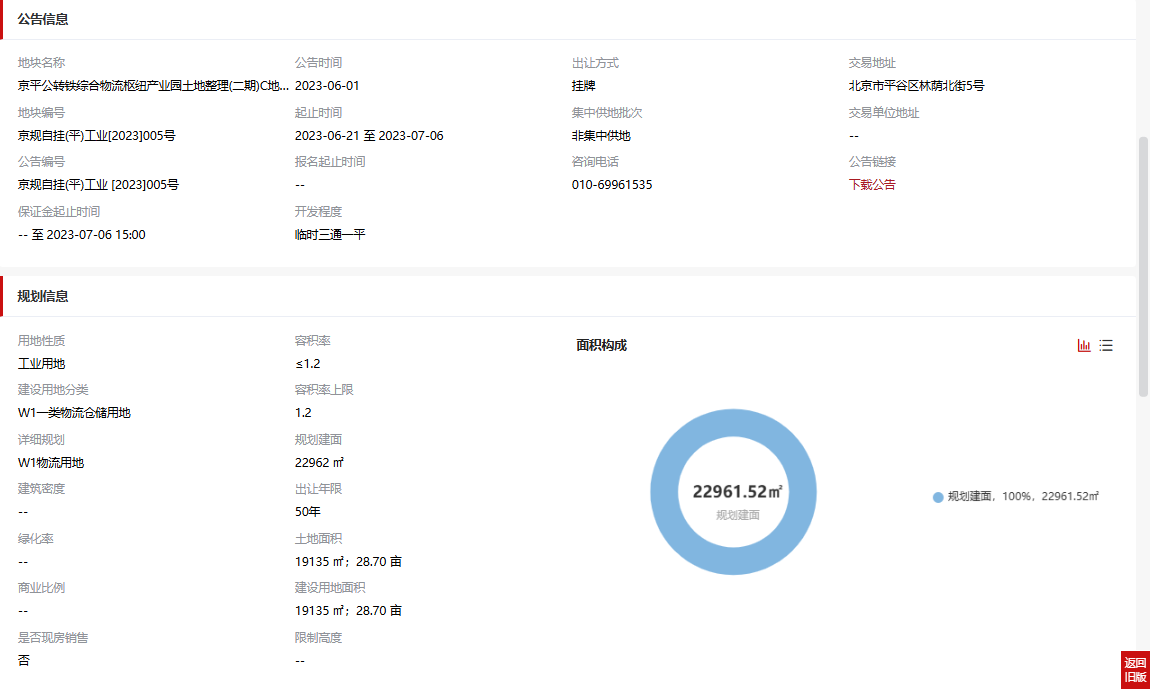 公告信息
地块名称 公告时间 出让方式 交易地址
京平公转铁综合物流枢纽产业园土地整理(二期)C地... 2023-06-01 挂牌 北京市平谷区林荫北街5号
地块编号 起止时间 集中供地批次 交易单位地址
京规自挂(平)工业[2023]005号 2023-06-21 至 2023-07-06 非集中供地 --
公告编号 报名起止时间 咨询电话 公告链接
京规自挂(平)工业 [2023]005号 -- 010-69961535 下载公告
保证金起止时间 开发程度
-- 至 2023-07-06 15:00 临时三通一平
规划信息
用地性质 容积率 面积构成
工业用地 ≤1.2
建设用地分类 容积率上限
W1一类物流仓储用地 1.2
详细规划 规划建面
W1物流用地 22962 ㎡
建筑密度 出让年限
-- 50年
绿化率 土地面积
-- 19135 ㎡; 28.70 亩
商业比例 建设用地面积
-- 19135 ㎡; 28.70 亩
是否现房销售 限制高度
否 --
22961.52㎡
规划建面
规划建面, 100%, 22961.52㎡
返回
旧版